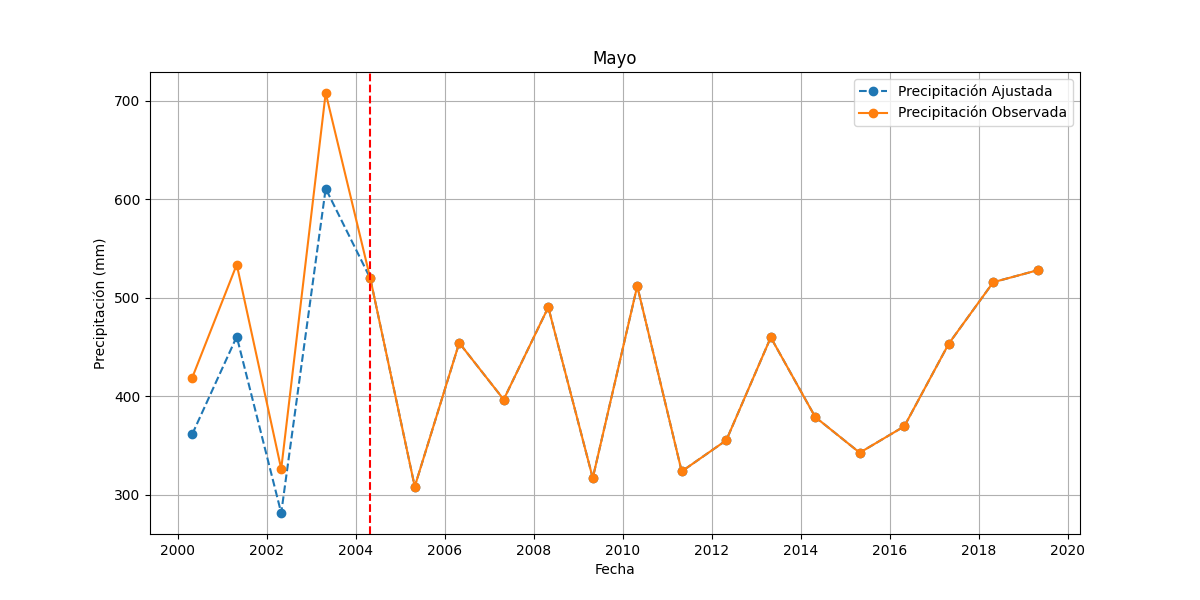 Mayo
Precipitación Ajustada
Precipitación Observada
Precipitación (mm)
700
600
500
400
300
2000 2002 2004 2006 2008 2010 2012 2014 2016 2018 2020
Fecha